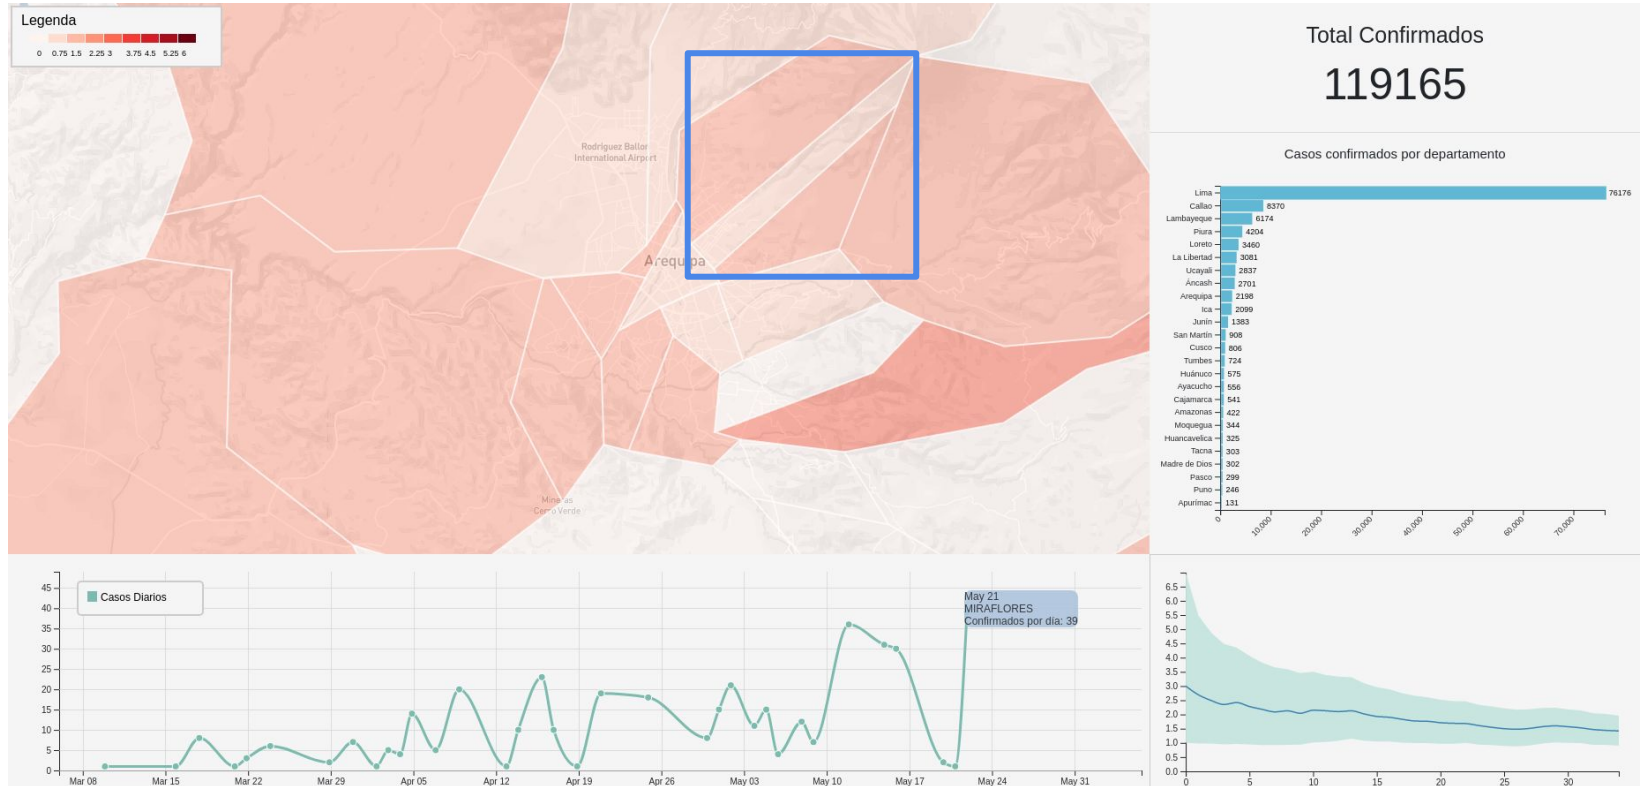 Legenda
0 0.75 1.5 2.25 3 3.75 4.5 5.25 6
Rodriguez Ballon
International Airport
Arequipa
Mineras
Cerro Verde
Total Confirmados
119165
Casos confirmados por departamento
Lima 76176
Callao 8370
Lambayeque 6174
Piura 4204
Loreto 3460
La Libertad 3081
Ucayali 2837
Áncash 2701
Arequipa 2198
Ica 2099
Junín 1383
San Martín 908
Cusco 806
Tumbes 724
Huánuco 575
Ayacucho 556
Cajamarca 541
Amazonas 422
Moquegua 344
Huancavelica 325
Tacna 303
Madre de Dios 302
Pasco 299
Puno 246
Apurímac 131
0 10,000 20,000 30,000 40,000 50,000 60,000 70,000
Casos Diarios
May 21
MIRAFLORES
Confirmados por día: 39
45
40
35
30
25
20
15
10
5
0
Mar 08 Mar 15 Mar 22 Mar 29 Apr 05 Apr 12 Apr 19 Apr 26 May 03 May 10 May 17 May 24 May 31
6.5
6.0
5.5
5.0
4.5
4.0
3.5
3.0
2.5
2.0
1.5
1.0
0.5
0.0
0 5 10 15 20 25 30